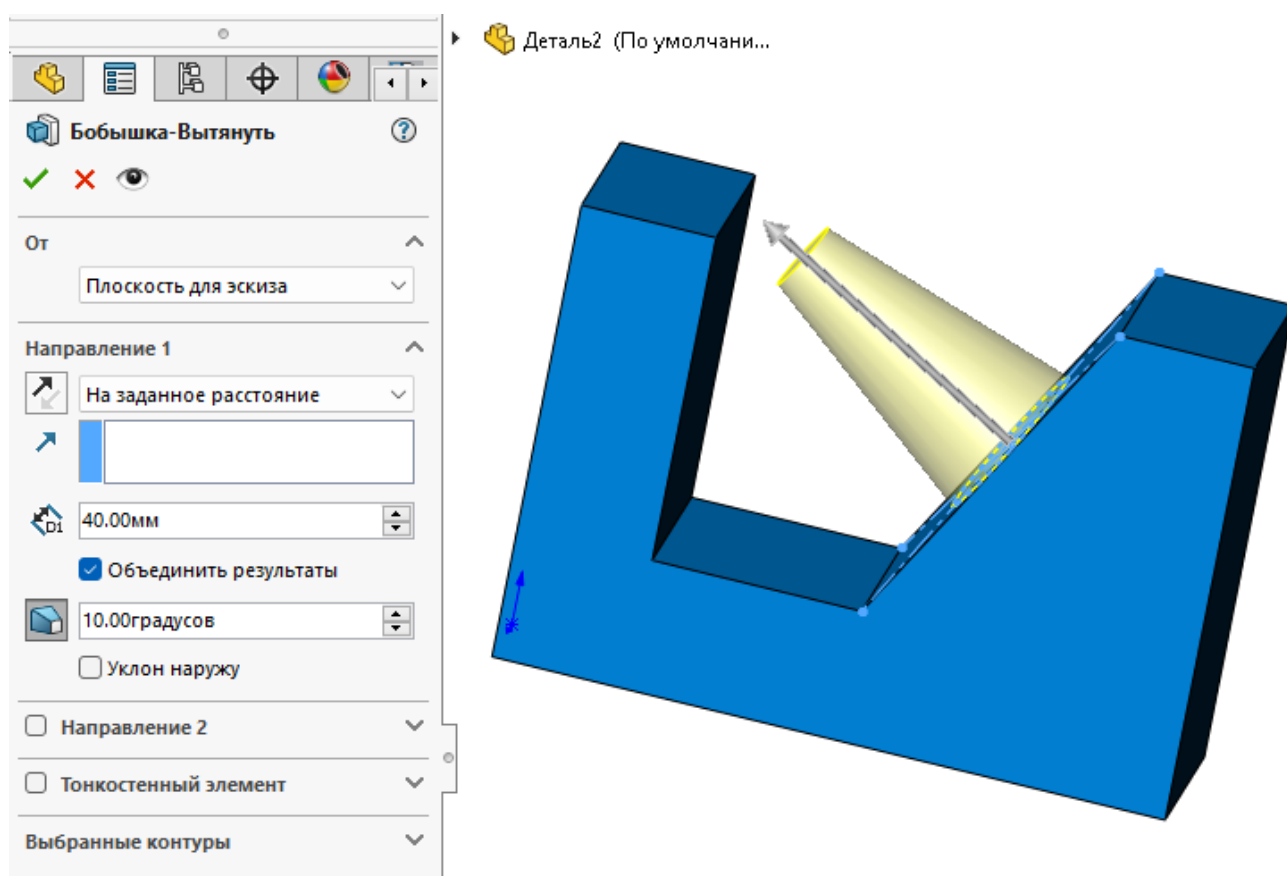 Деталь2 (По умолчани...
Бобышка-Вытянуть
От
Плоскость для эскиза
Направление 1
На заданное расстояние
D1
40.00мм
Объединить результаты
10.00градусов
Уклон наружу
Направление 2
Тонкостенный элемент
Выбранные контуры